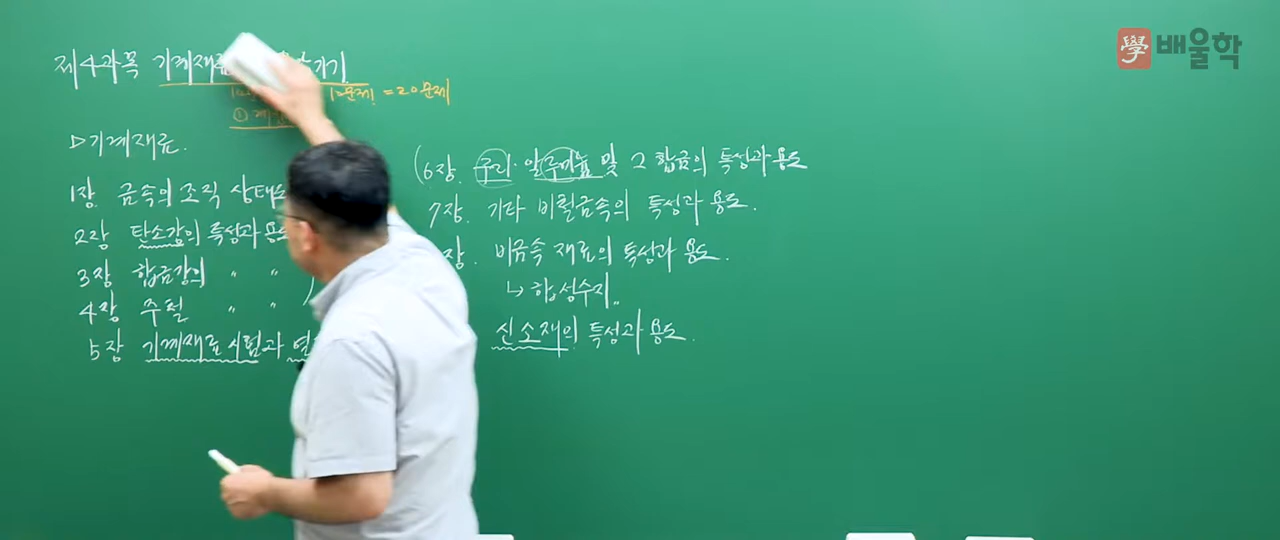 學 배울학
제4과목 기계재료 기
문제 = 20문제
①
▷기계재료.
1장 금속의 조직 상태
2장 탄소강의 특성과 용도
3장 합금강의 〃 〃
4장 주철 〃 〃
5장 기계재료시험과 열
(6장. 구리·알루미늄 및 그 합금의 특성과 용도
7장. 기타 비철금속의 특성과 용도.
장. 비금속 재료의 특성과 용도.
↳ 합성수지..
신소재의 특성과 용도.